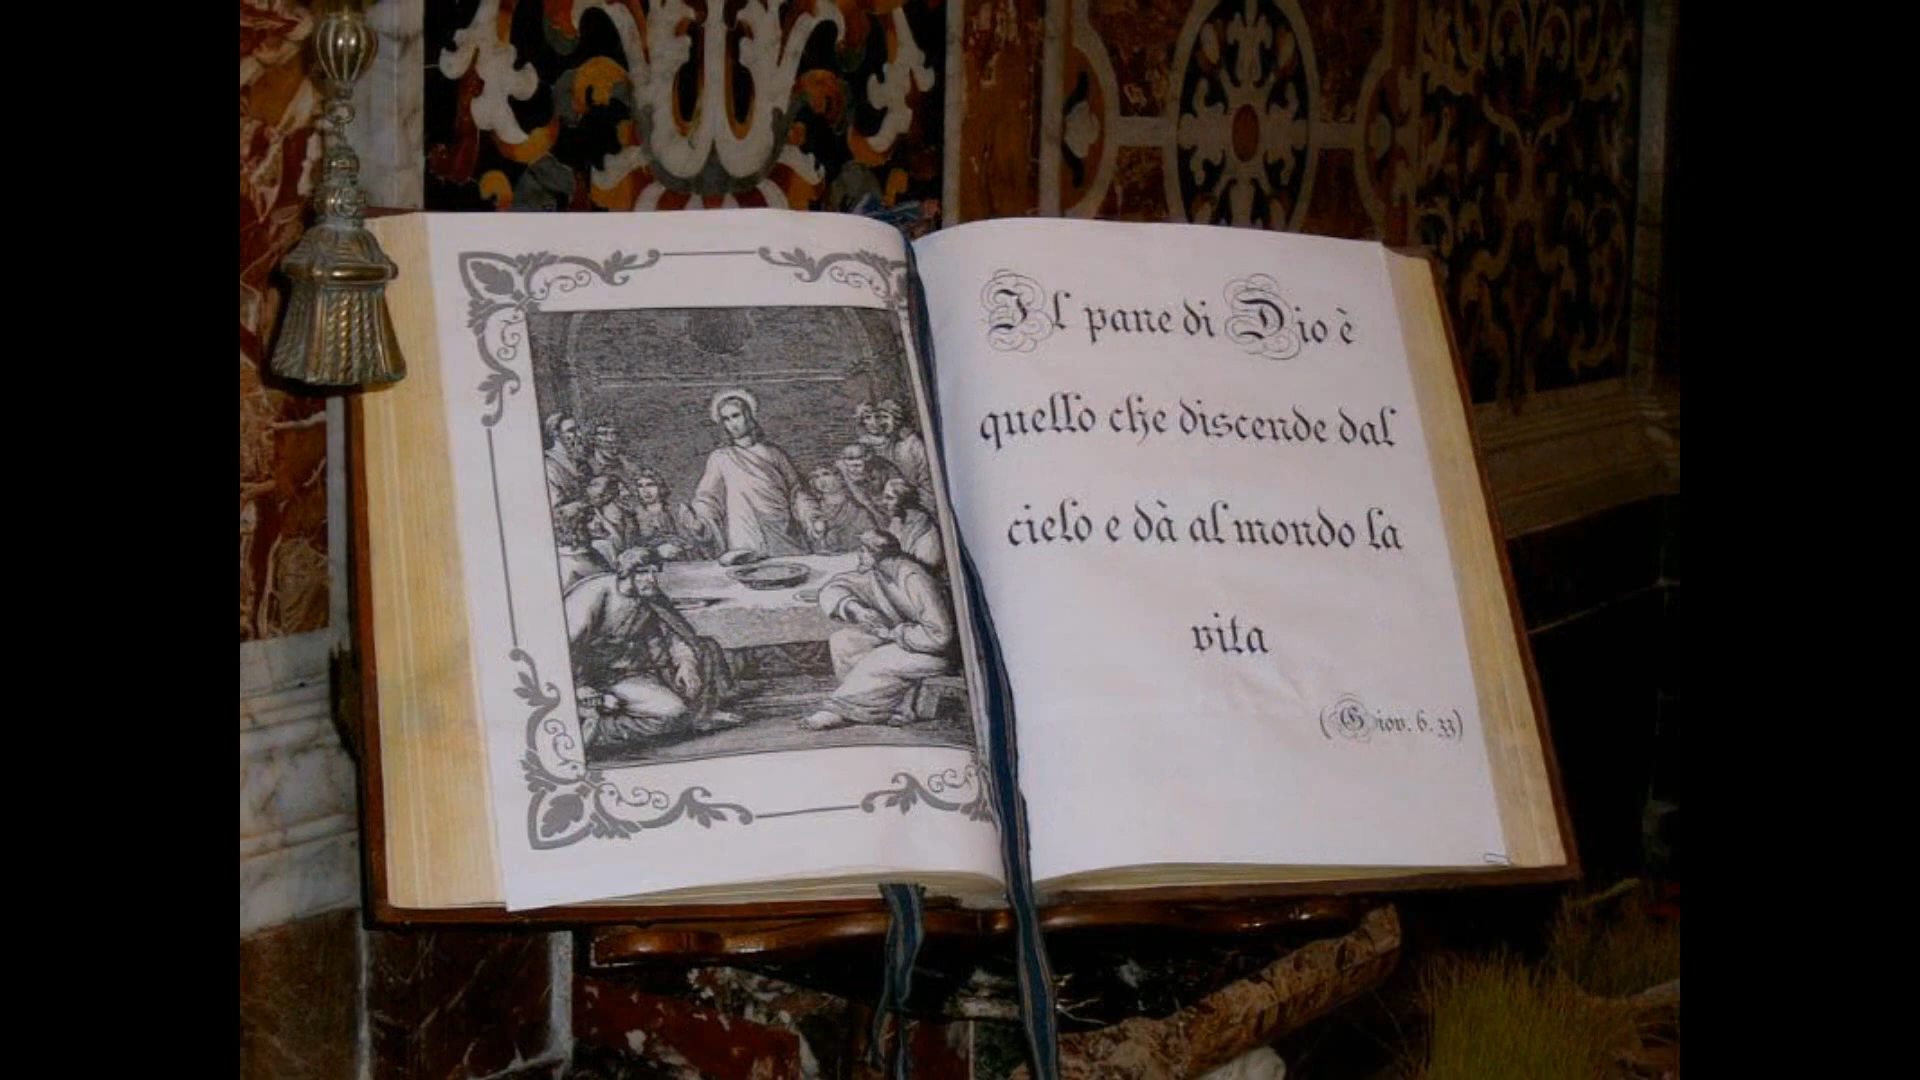 Il pane di Dio è
quello che discende dal
cielo e dà al mondo la
vita
(Giov. 6. 33)